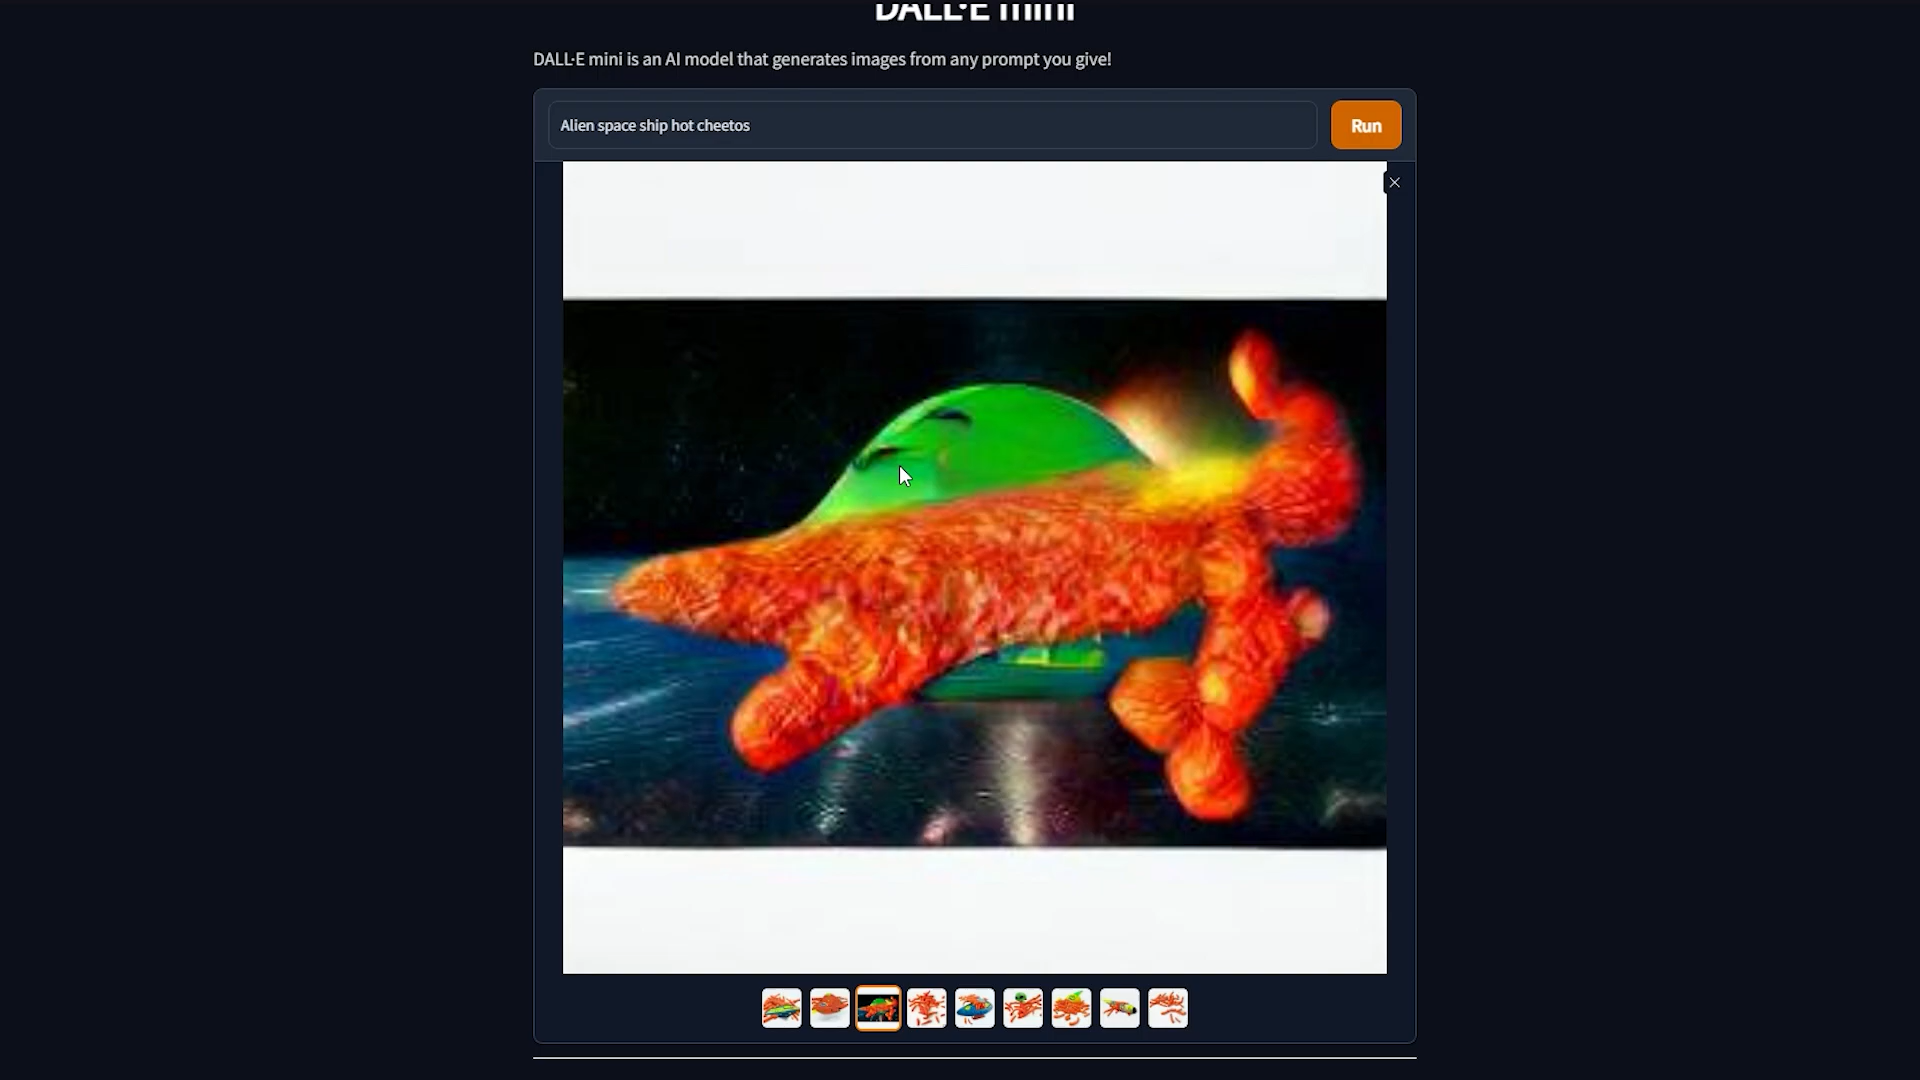 DALL·E mini
DALL·E mini is an AI model that generates images from any prompt you give!
Alien space ship hot cheetos
Run